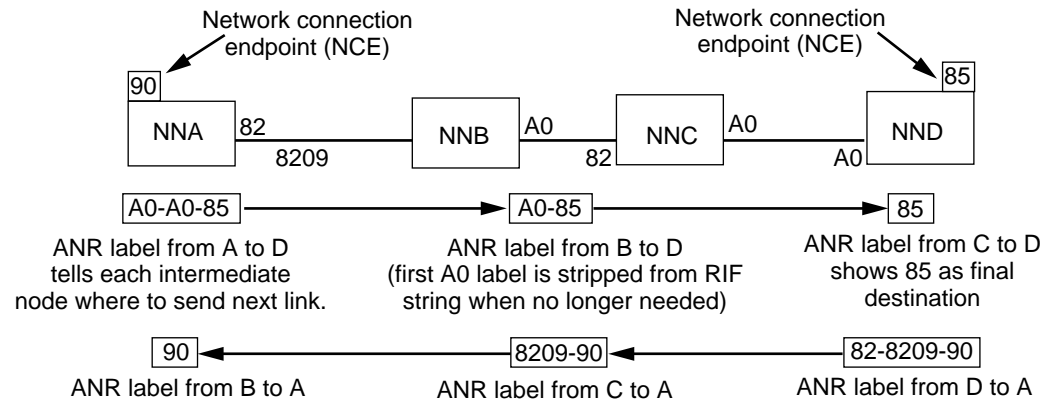 Network connection
endpoint (NCE)
Network connection
endpoint (NCE)
90
85
NNA
82
8209
NNB
A0
82
NNC
A0
A0
NND
A0-A0-85
A0-85
85
ANR label from A to D
tells each intermediate
node where to send next link.
ANR label from B to D
(first A0 label is stripped from RIF
string when no longer needed)
ANR label from C to D
shows 85 as final
destination
90
8209-90
82-8209-90
ANR label from B to A
ANR label from C to A
ANR label from D to A